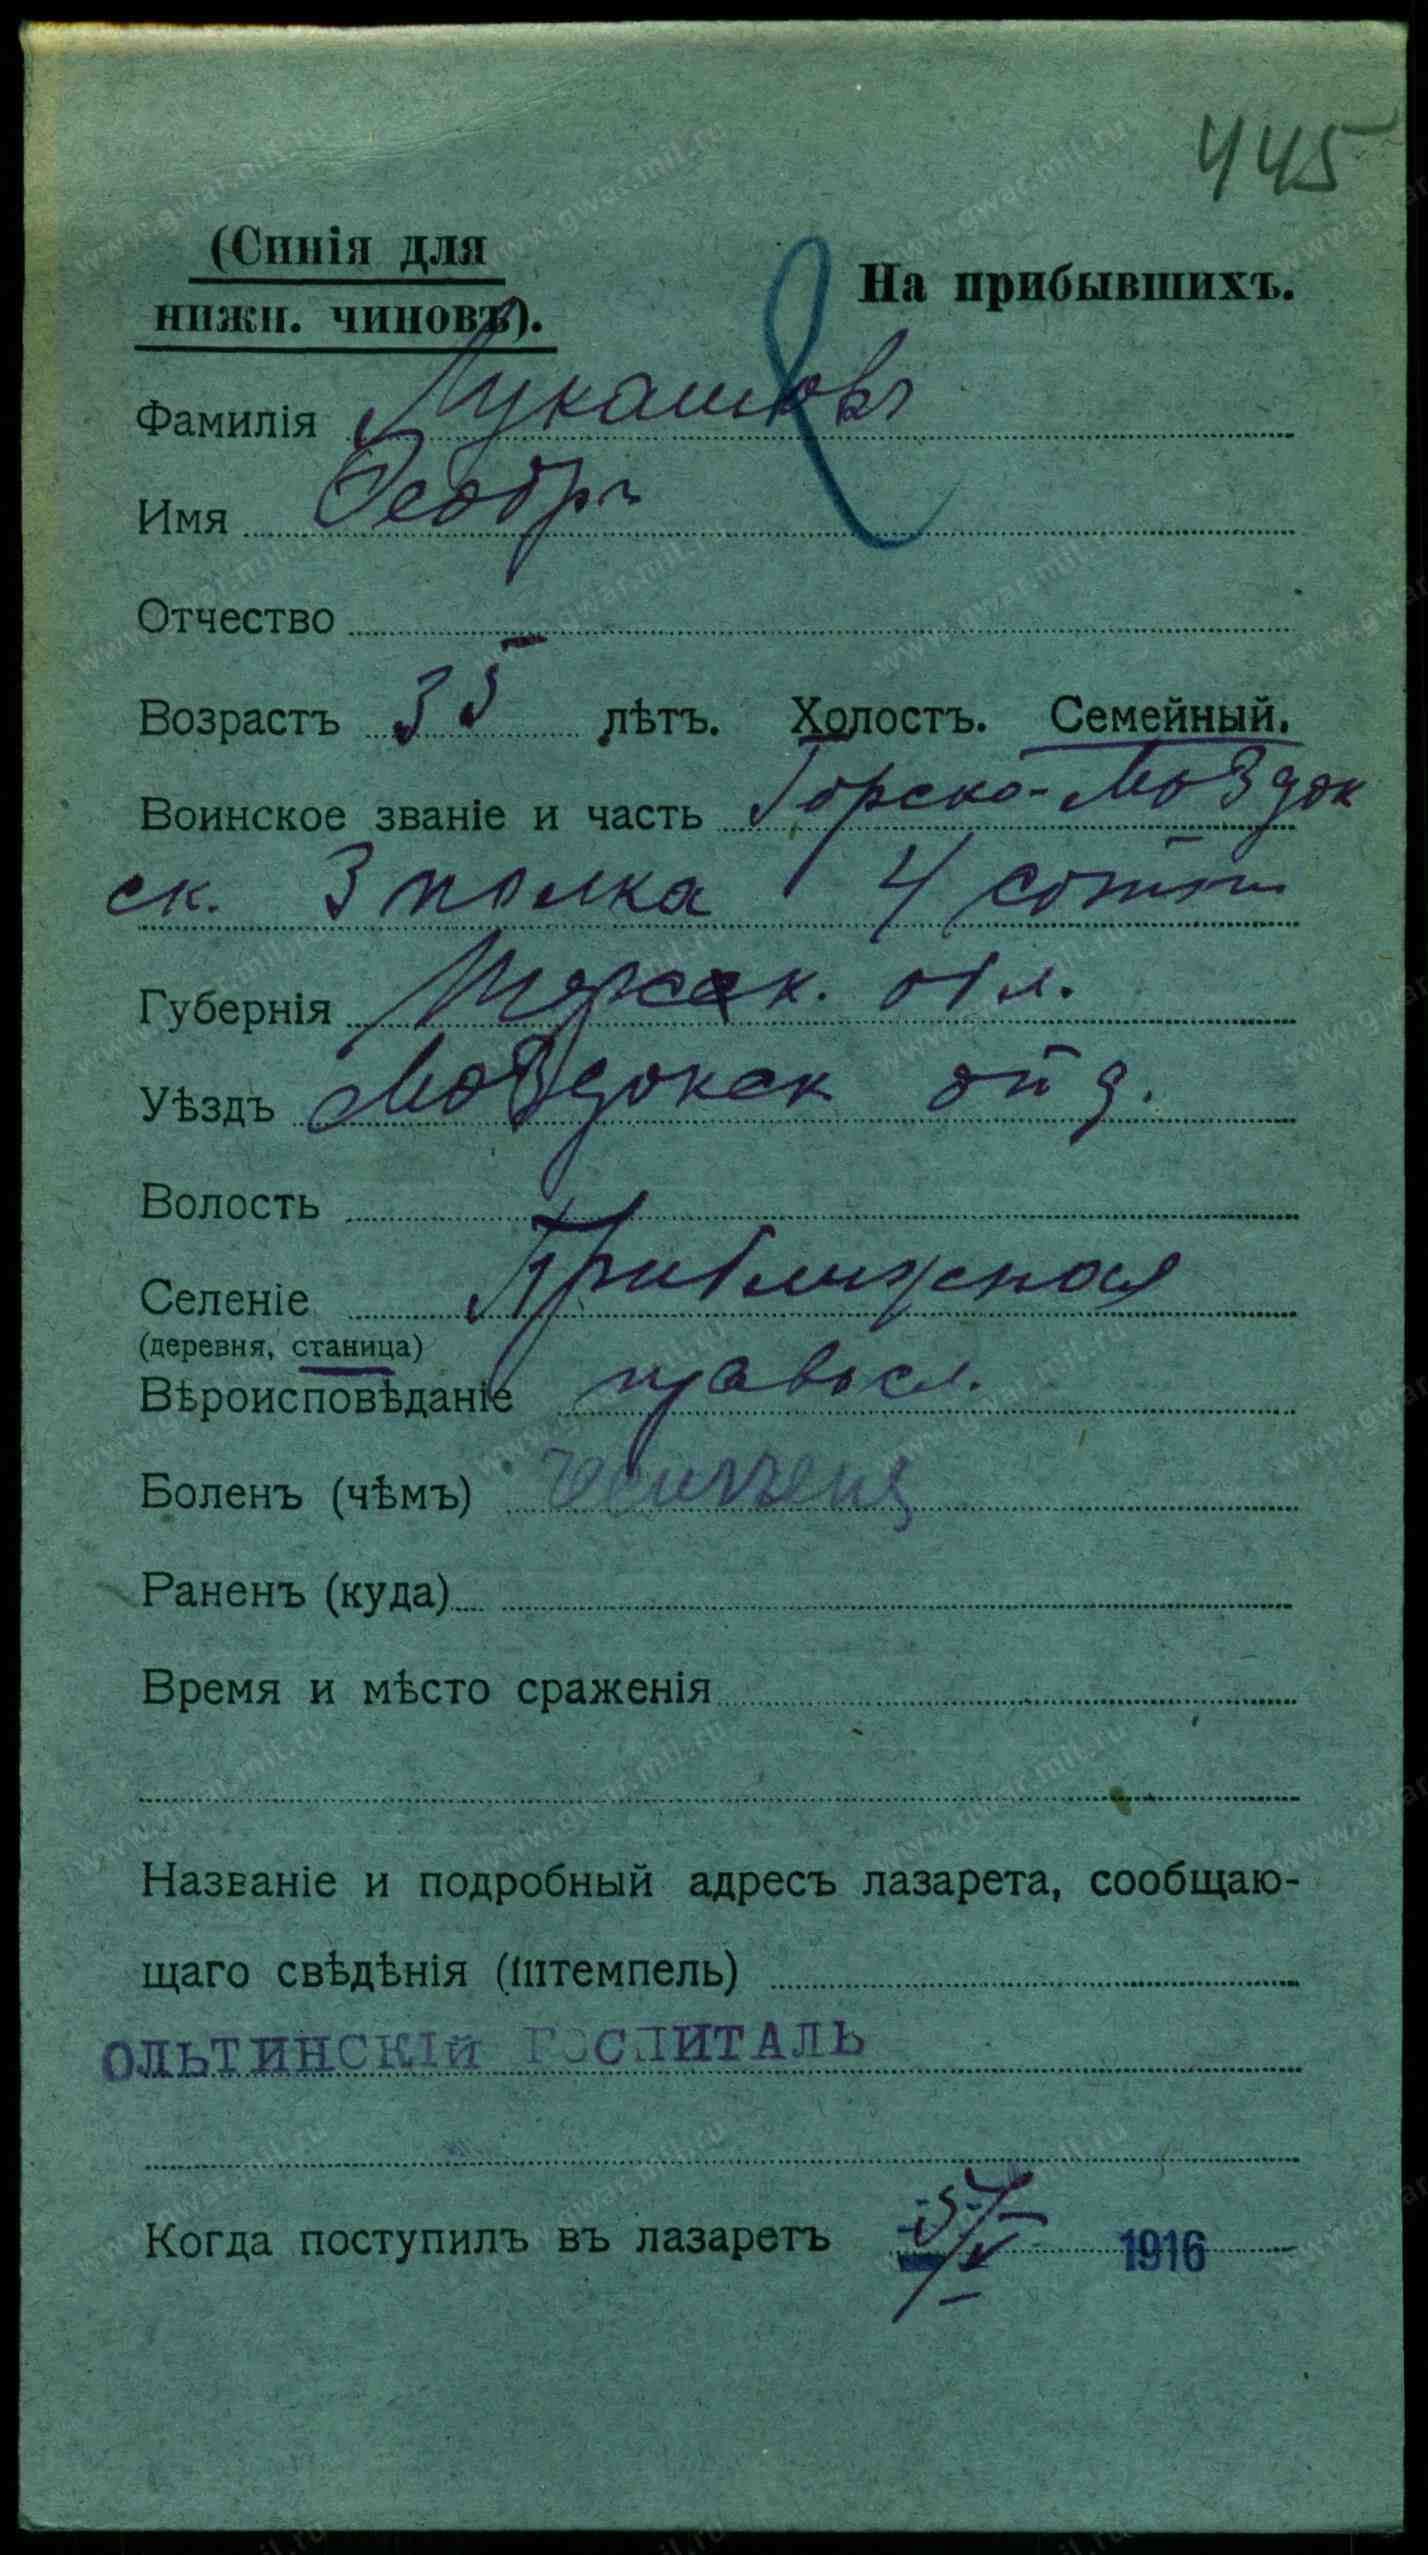 445
(Синія для
На прибывшихъ.
нижн. чиновъ).
Фамилія Лукашовъ
Имя Ѳеодоръ
Отчество
Возрастъ 35 лѣтъ. Холостъ. Семейный.
Воинское званіе и часть Горско-Моздок
ск. 3 полка 4 сотни
Губернія Терск. обл.
Уѣздъ Моздокск отд.
Волость
Селеніе Приближная
(деревня, станица)
Вѣроисповѣданіе правосл.
Боленъ (чѣмъ)
Раненъ (куда)
Время и мѣсто сраженія
Названіе и подробный адресъ лазарета, сообщаю-
щаго свѣдѣнія (штемпель)
ОЛЬТИНСКІЙ ГОСПИТАЛЬ
Когда поступилъ въ лазаретъ 1916